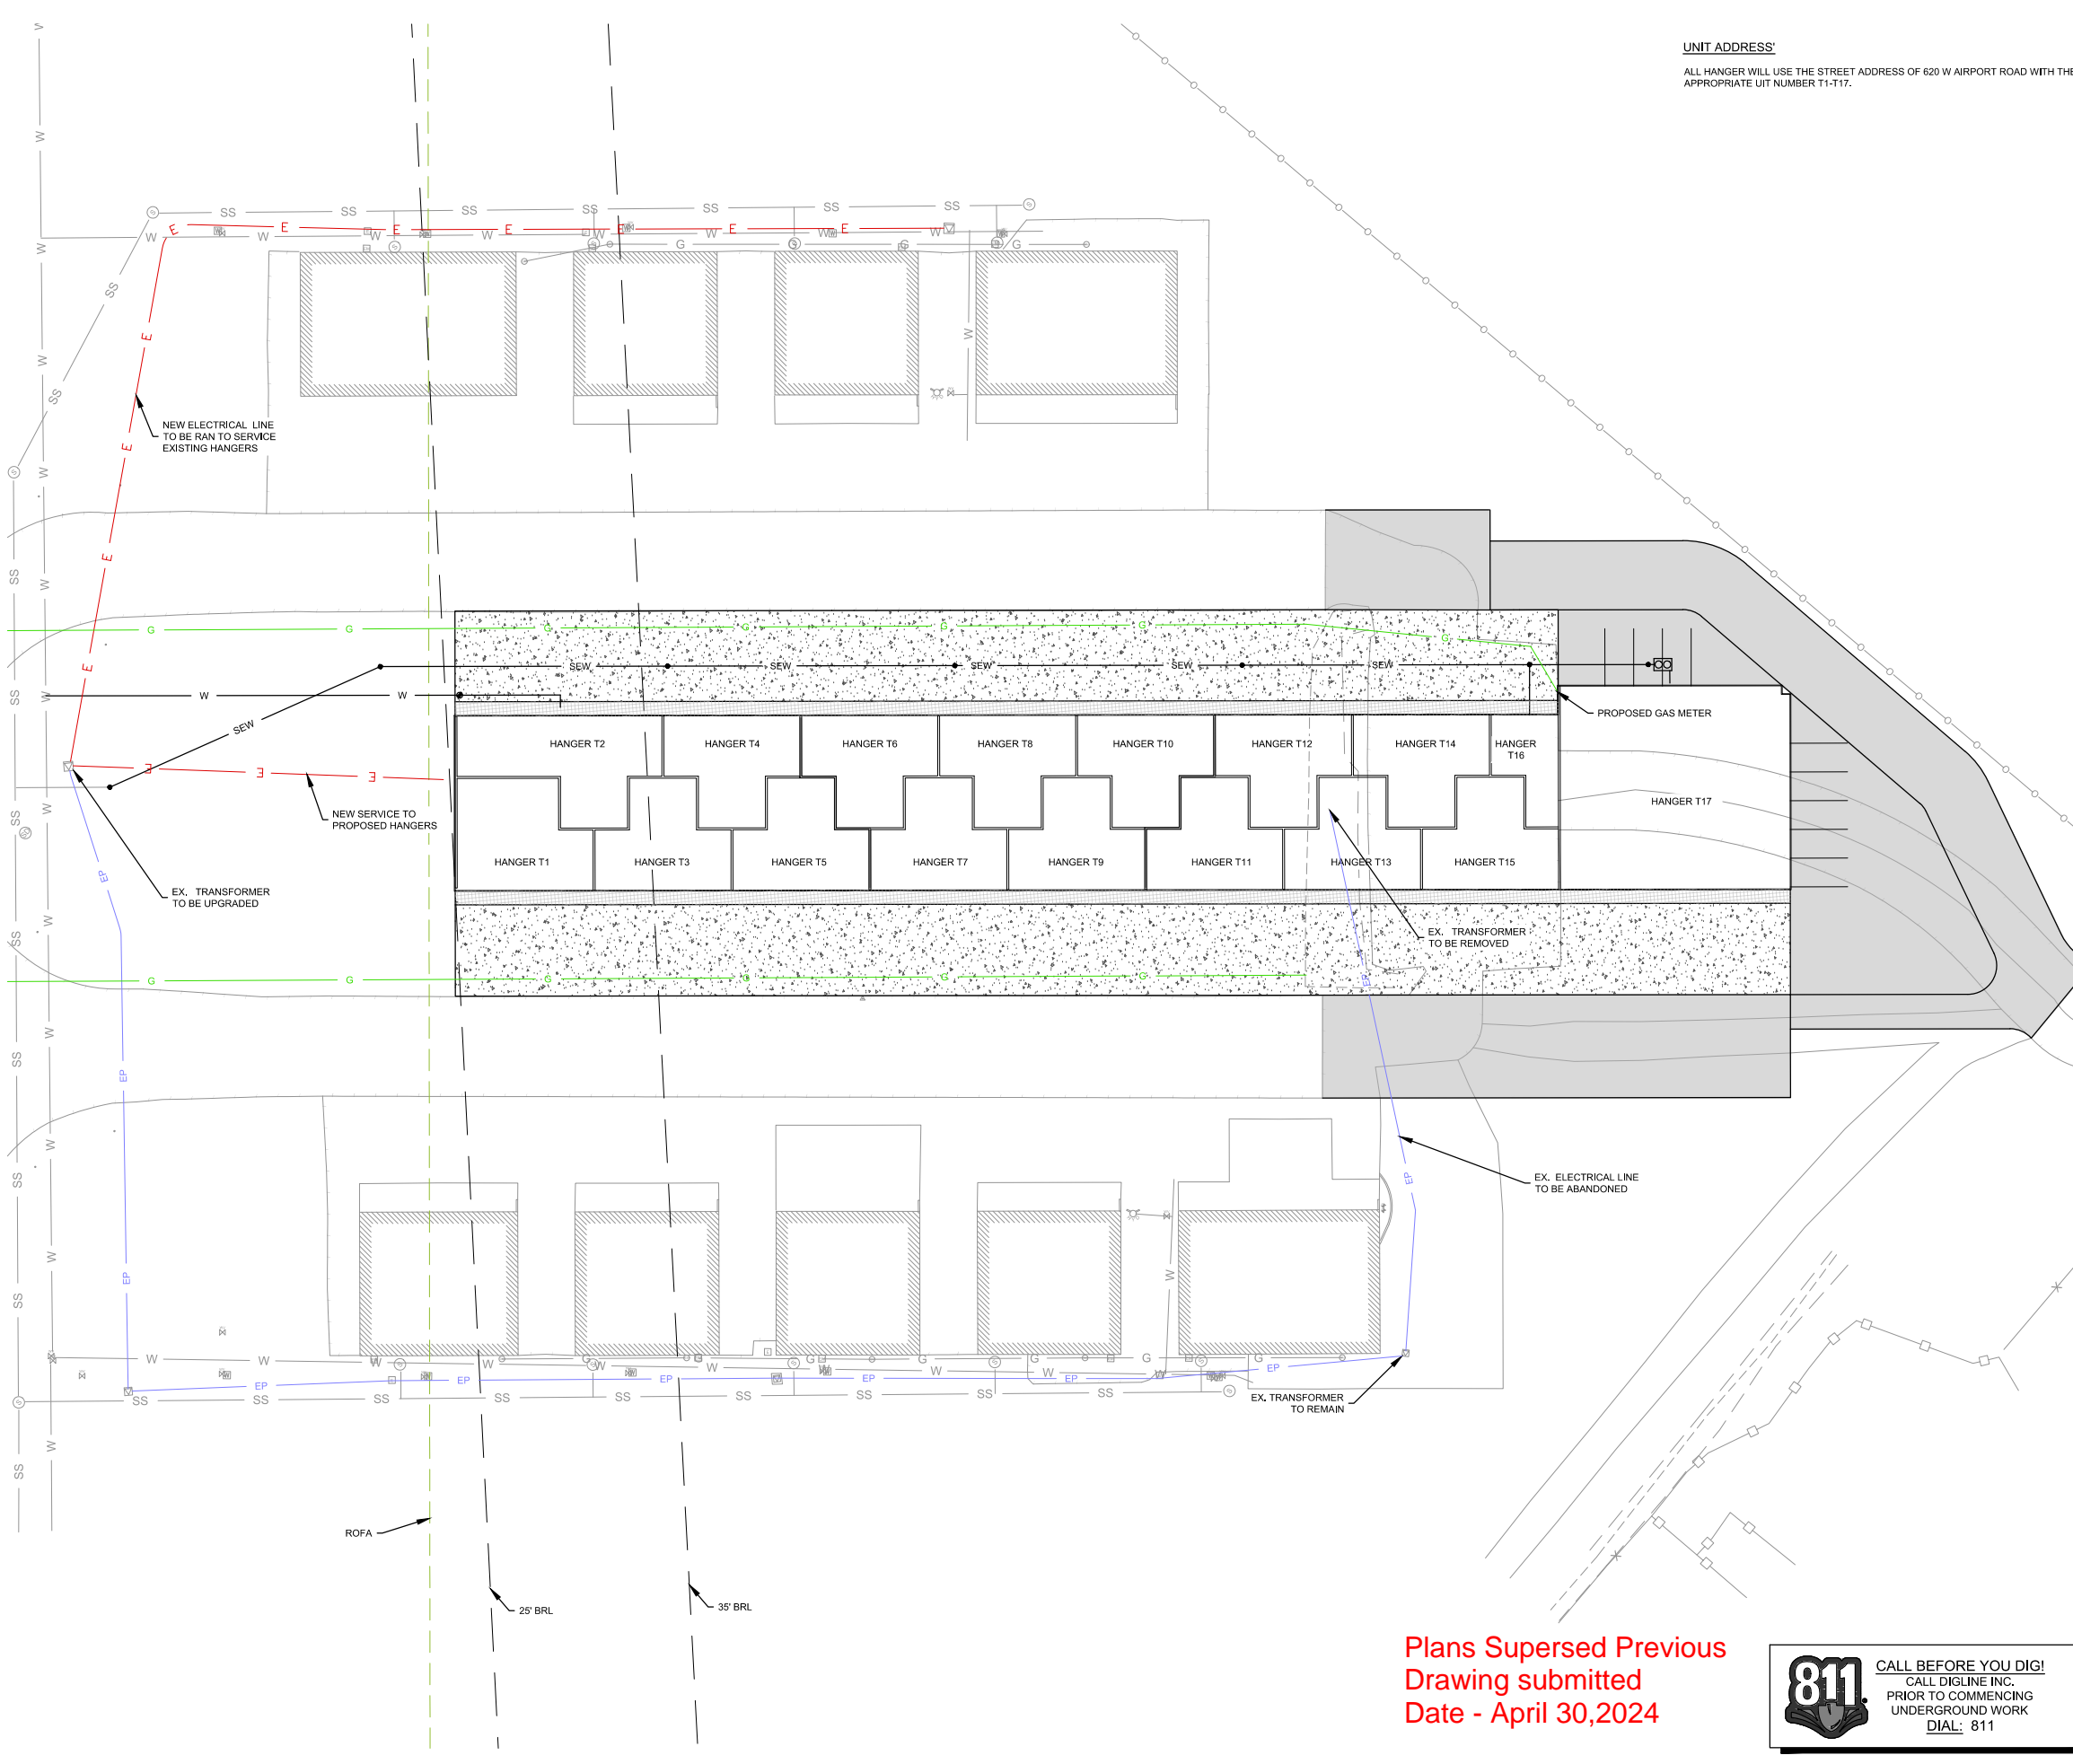 UNIT ADDRESS'
ALL HANGER WILL USE THE STREET ADDRESS OF 620 W AIRPORT ROAD WITH THE
APPROPRIATE UIT NUMBER T1-T17.
NEW ELECTRICAL LINE
TO BE RAN TO SERVICE
EXISTING HANGERS
PROPOSED GAS METER
HANGER T2
HANGER T4
HANGER T6
HANGER T8
HANGER T10
HANGER T12
HANGER T14
HANGER
T16
HANGER T17
NEW SERVICE TO
PROPOSED HANGERS
HANGER T1
HANGER T3
HANGER T5
HANGER T7
HANGER T9
HANGER T11
HANGER T13
HANGER T15
EX. TRANSFORMER
TO BE UPGRADED
EX. TRANSFORMER
TO BE REMOVED
EX. ELECTRICAL LINE
TO BE ABANDONED
EX. TRANSFORMER
TO REMAIN
ROFA
25' BRL
35' BRL
Plans Supersed Previous
Drawing submitted
Date - April 30,2024
811
CALL BEFORE YOU DIG!
CALL DIGLINE INC.
PRIOR TO COMMENCING
UNDERGROUND WORK
DIAL: 811